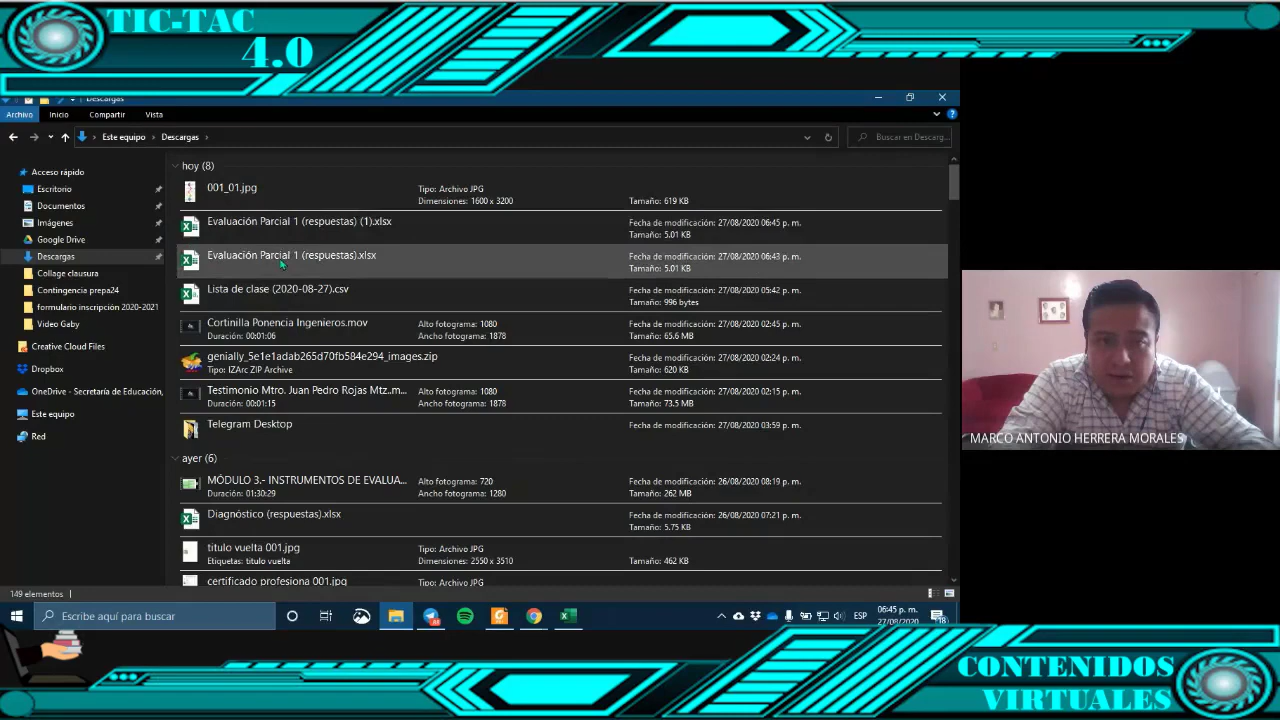 TIC-TAC
4.0
Descargas
Archivo Inicio Compartir Vista
Este equipo Descargas
Buscar en Descarg...
Acceso rápido
Escritorio
Documentos
Imágenes
Google Drive
Descargas
Collage clausura
Contingencia prepa24
formulario inscripción 2020-2021
Video Gaby
Creative Cloud Files
Dropbox
OneDrive - Secretaría de Educación,
Este equipo
Red
hoy (8)
001_01.jpg Tipo: Archivo JPG
Dimensiones: 1600 x 3200 Tamaño: 619 KB
Evaluación Parcial 1 (respuestas) (1).xlsx Fecha de modificación: 27/08/2020 06:45 p. m.
Tamaño: 5.01 KB
Evaluación Parcial 1 (respuestas).xlsx Fecha de modificación: 27/08/2020 06:43 p. m.
Tamaño: 5.01 KB
Lista de clase (2020-08-27).csv Fecha de modificación: 27/08/2020 05:42 p. m.
Tamaño: 996 bytes
Cortinilla Ponencia Ingenieros.mov Alto fotograma: 1080 Fecha de modificación: 27/08/2020 02:45 p. m.
Duración: 00:01:06 Ancho fotograma: 1878 Tamaño: 65.6 MB
genially_5e1e1adab265d70fb584e294_images.zip Fecha de modificación: 27/08/2020 02:24 p. m.
Tipo: IZArc ZIP Archive Tamaño: 620 KB
Testimonio Mtro. Juan Pedro Rojas Mtz..m... Alto fotograma: 1080 Fecha de modificación: 27/08/2020 02:15 p. m.
Duración: 00:01:15 Ancho fotograma: 1878 Tamaño: 73.5 MB
Telegram Desktop Fecha de modificación: 27/08/2020 03:59 p. m.
ayer (6)
MÓDULO 3.- INSTRUMENTOS DE EVALUA... Alto fotograma: 720 Fecha de modificación: 26/08/2020 08:19 p. m.
Duración: 01:30:29 Ancho fotograma: 1280 Tamaño: 262 MB
Diagnóstico (respuestas).xlsx Fecha de modificación: 26/08/2020 07:21 p. m.
Tamaño: 5.75 KB
titulo vuelta 001.jpg Tipo: Archivo JPG
Etiquetas: titulo vuelta Dimensiones: 2550 x 3510 Tamaño: 462 KB
certificado profesiona 001.jpg Tipo: Archivo JPG
149 elementos
MARCO ANTONIO HERRERA MORALES
Escribe aquí para buscar
ESP
06:45 p. m.
27/08/2020
CONTENIDOS
VIRTUALES